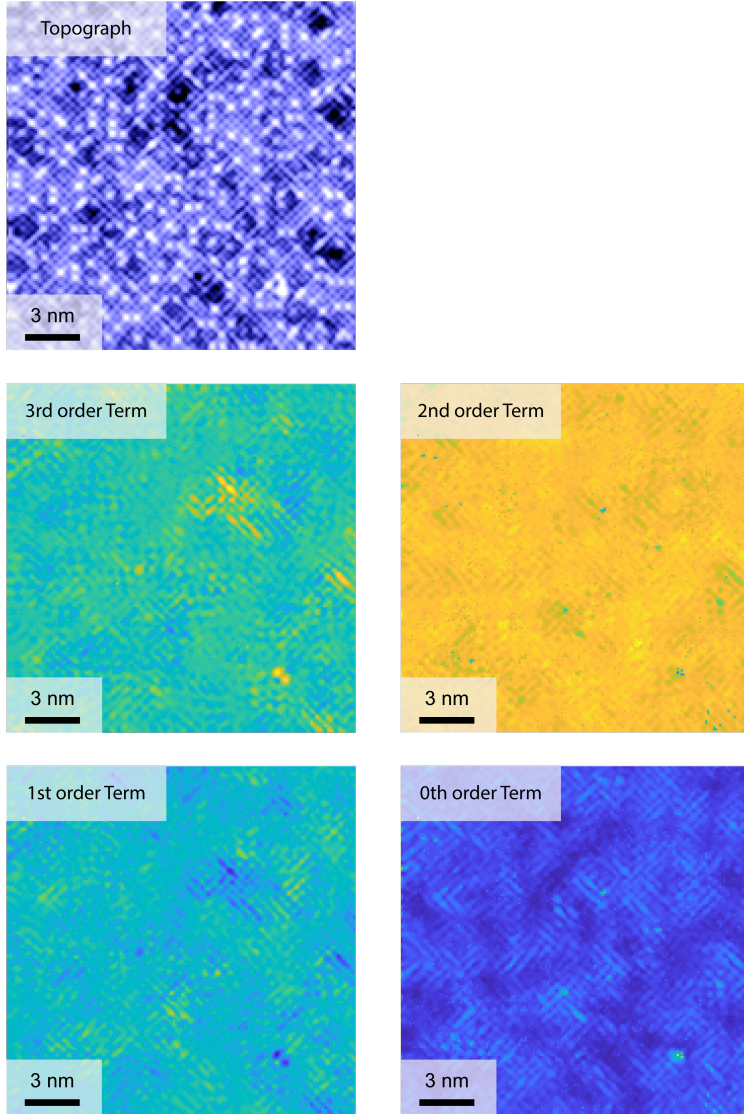 Topograph
3 nm
3rd order Term
2nd order Term
3 nm
3 nm
1st order Term
0th order Term
3 nm
3 nm